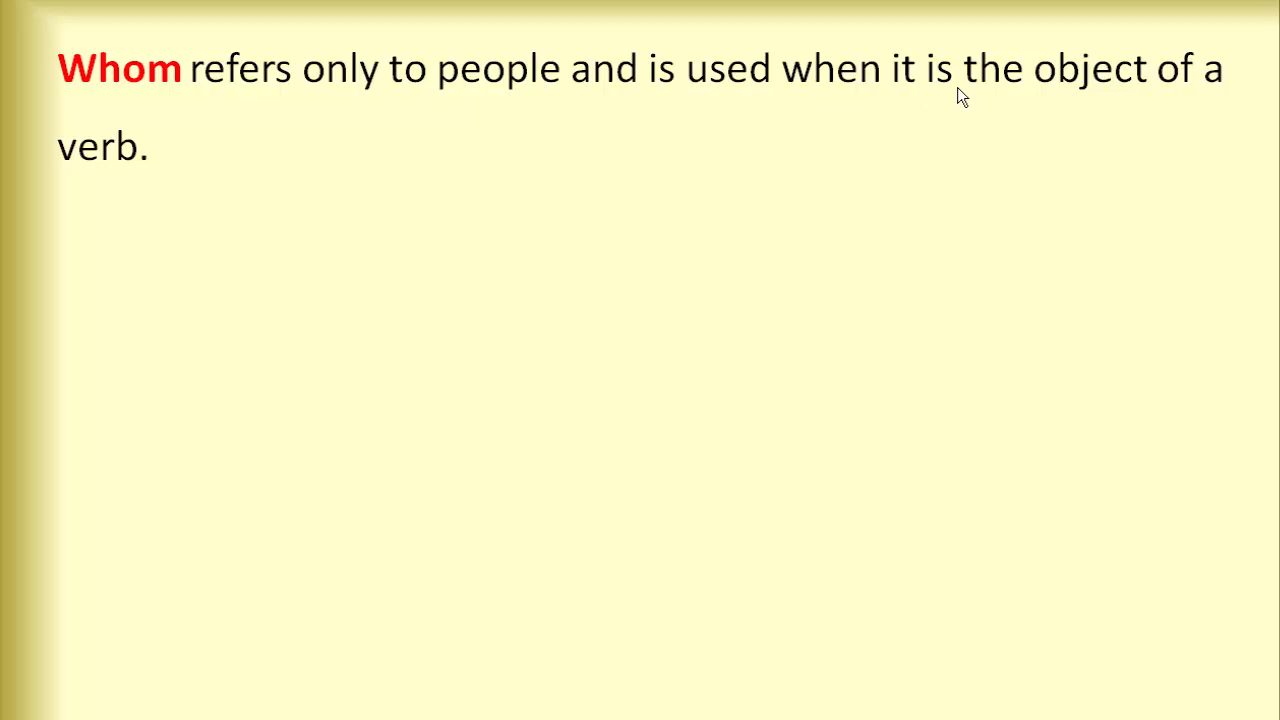 Whom refers only to people and is used when it is the object of a
verb.